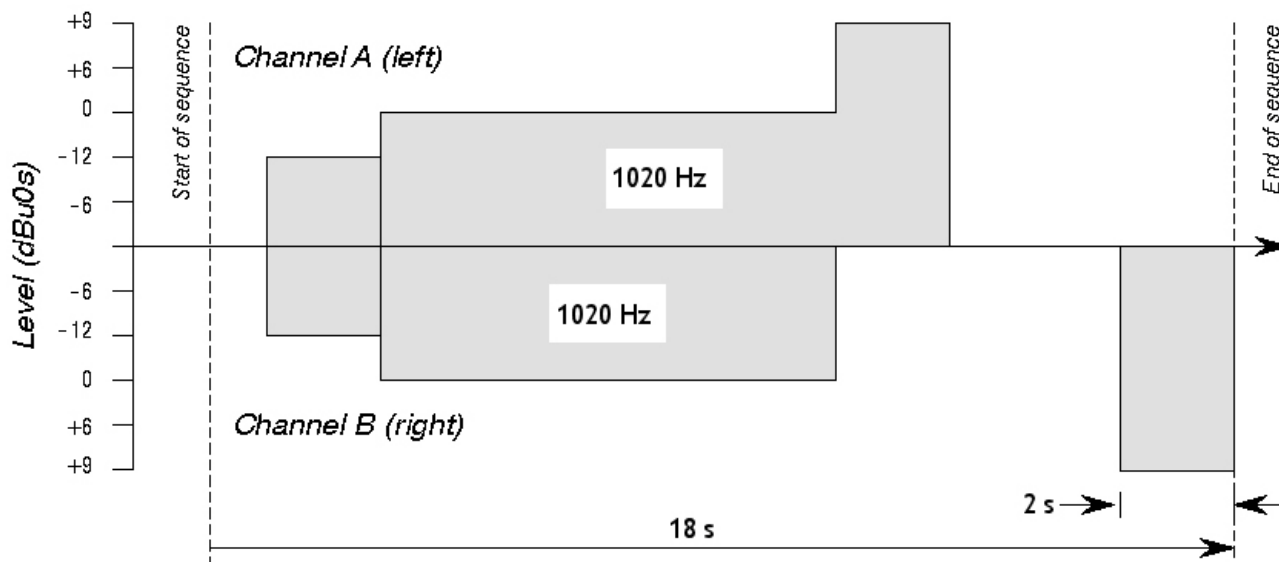 +9
+6
0
-12
-6
-6
-12
0
+6
+9
Level (dBu0s)
Start of sequence
Channel A (left)
1020 Hz
1020 Hz
Channel B (right)
End of sequence
2 s
18 s